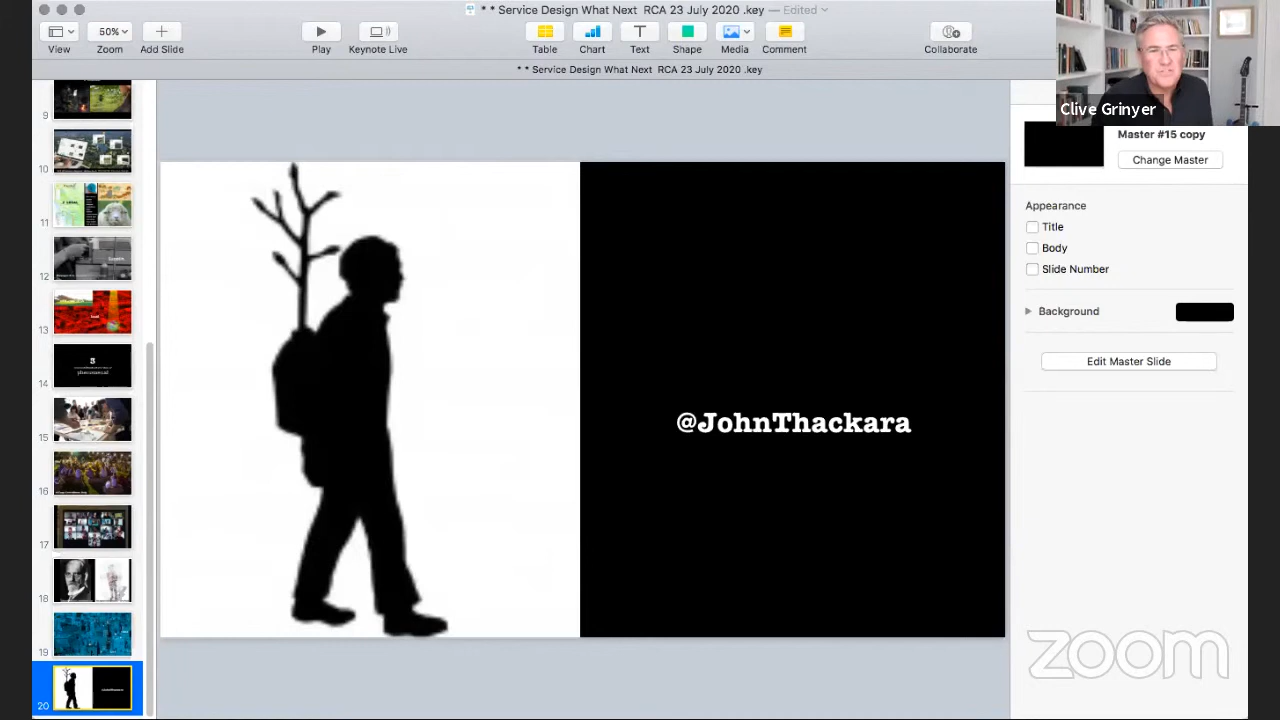 * * Service Design What Next  RCA 23 July 2020 .key — Edited
50%
View
Zoom
Add Slide
Play
Keynote Live
Table
Chart
Text
Shape
Media
Comment
Collaborate
* * Service Design What Next  RCA 23 July 2020 .key
Clive Grinyer
9
10
11
12
13
14
15
16
17
18
19
20
3
@JohnThackara
Master #15 copy
Change Master
Appearance
Title
Body
Slide Number
Background
Edit Master Slide
zoom